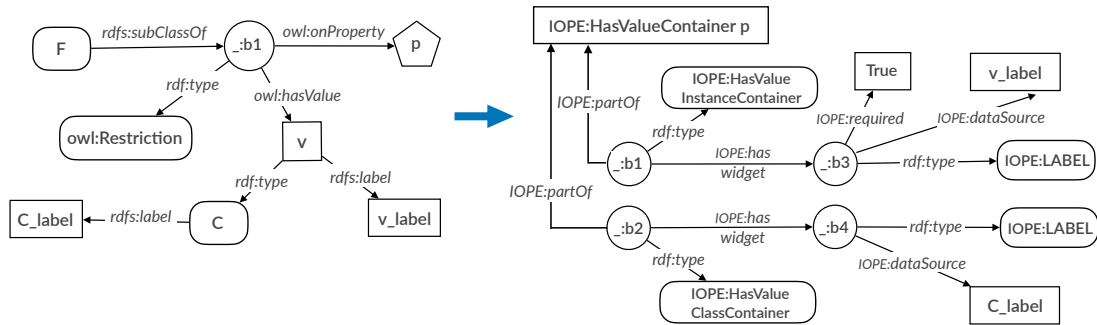 F
rdfs:subClassOf
_:b1
owl:onProperty
p
rdf:type
owl:hasValue
owl:Restriction
v
rdf:type
rdfs:label
C_label
rdfs:label
C
v_label
IOPE:HasValueContainer p
IOPE:partOf
IOPE:HasValue
InstanceContainer
True
v_label
rdf:type
IOPE:required
IOPE:dataSource
_:b1
IOPE:has
widget
_:b3
rdf:type
IOPE:LABEL
IOPE:partOf
_:b2
IOPE:has
widget
_:b4
rdf:type
IOPE:LABEL
rdf:type
IOPE:dataSource
IOPE:HasValue
ClassContainer
C_label